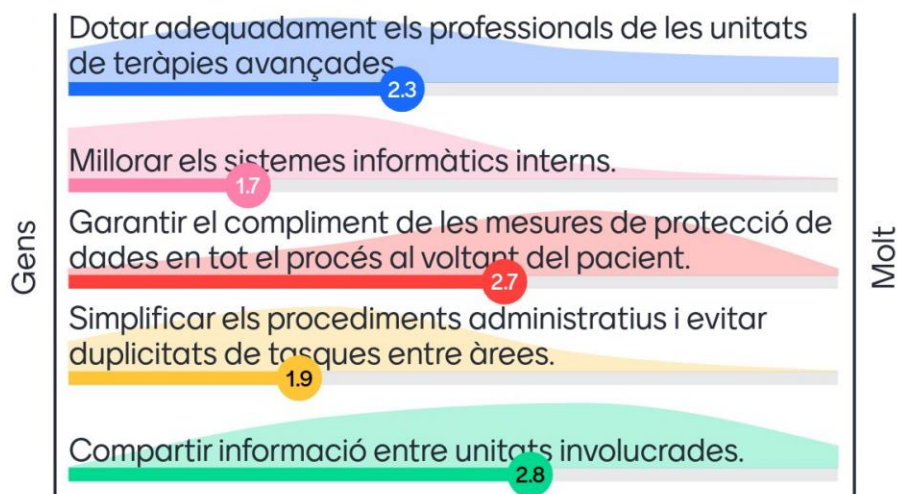 Dotar adequadament els professionals de les unitats
de teràpies avançades.
2.3
Millorar els sistemes informàtics interns.
1.7
Garantir el compliment de les mesures de protecció de
dades en tot el procés al voltant del pacient.
2.7
Simplificar els procediments administratius i evitar
duplicitats de tasques entre àrees.
1.9
Compartir informació entre unitats involucrades.
2.8
Gens
Molt